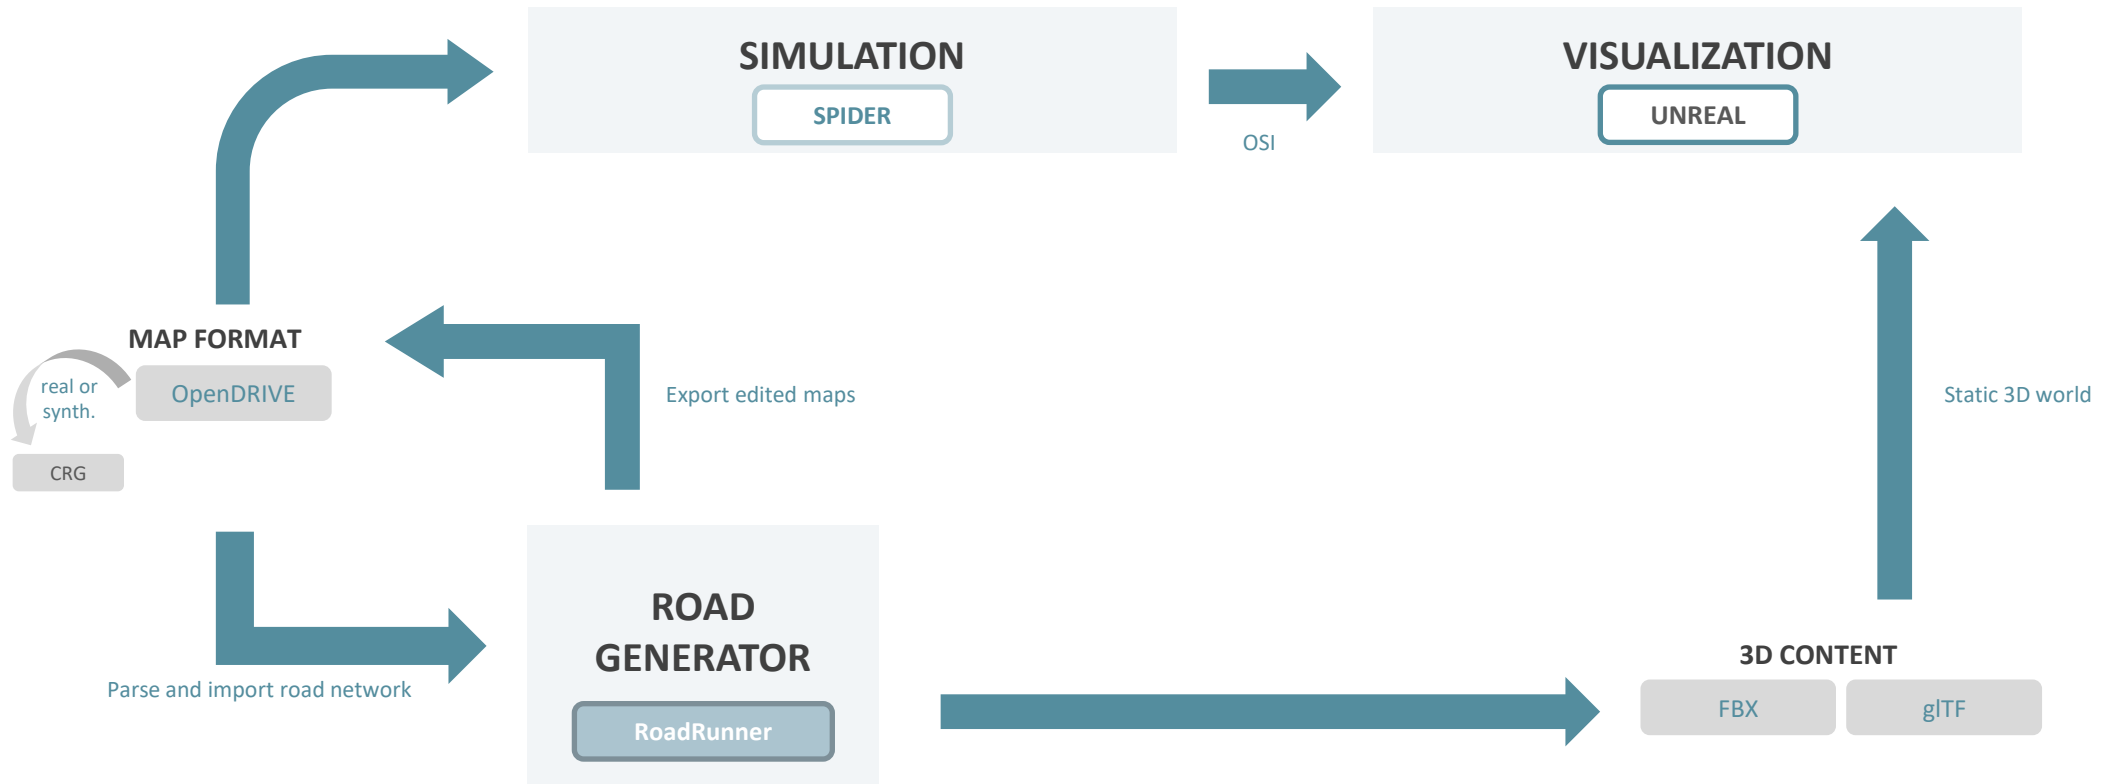 SIMULATION
SPIDER
OSI
VISUALIZATION
UNREAL
MAP FORMAT
OpenDRIVE
real or
synth.
CRG
Export edited maps
Static 3D world
Parse and import road network
ROAD
GENERATOR
RoadRunner
3D CONTENT
FBX
glTF